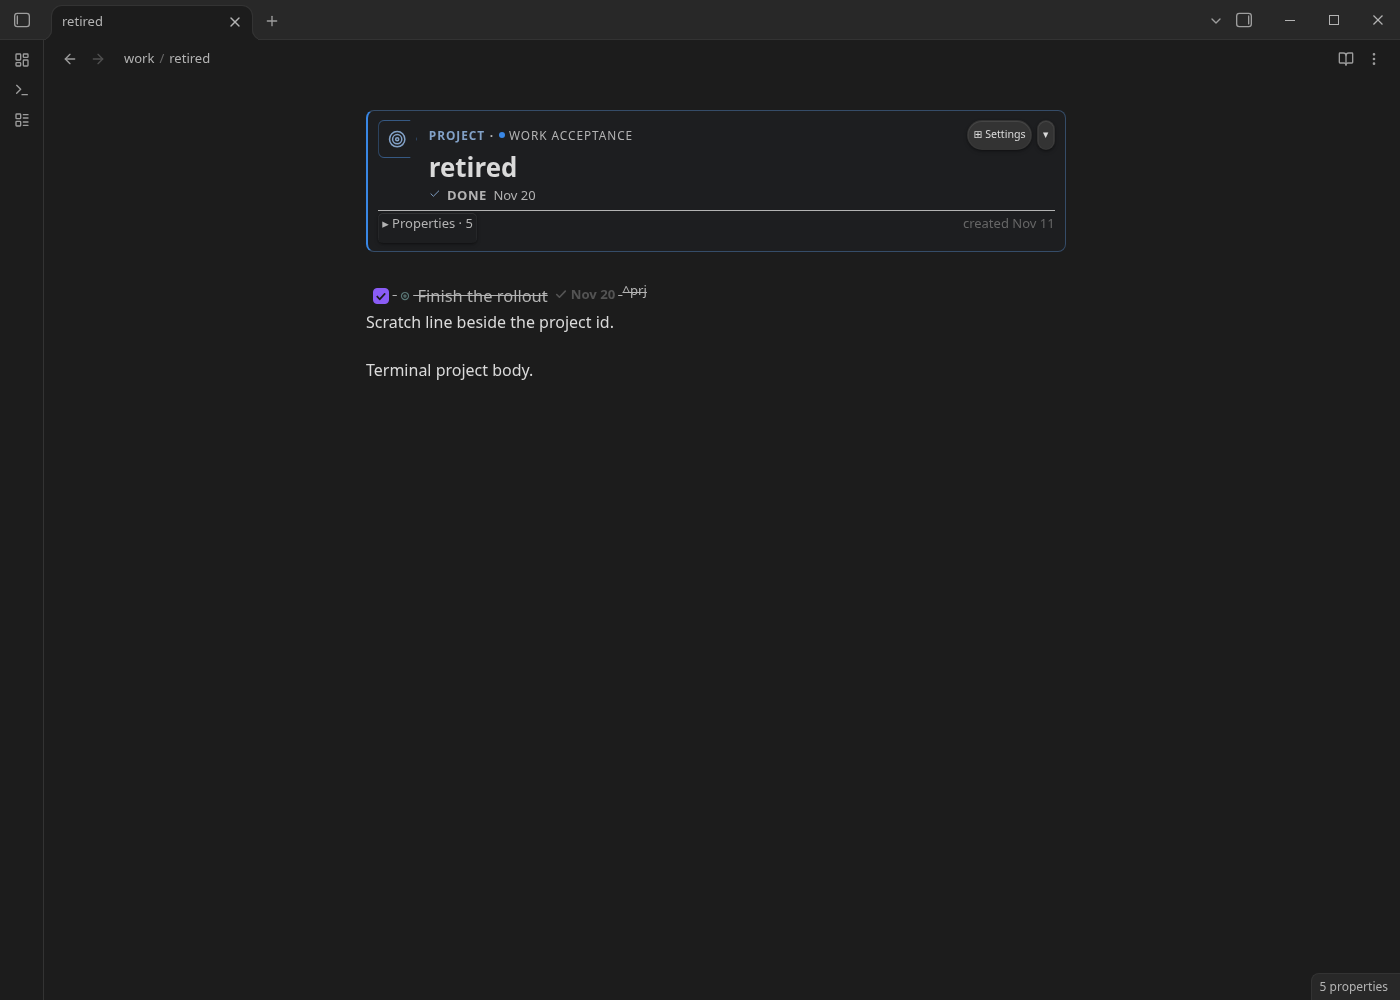 retired
work / retired
PROJECT · WORK ACCEPTANCE
Settings
retired
DONE Nov 20
Properties · 5
created Nov 11
Finish the rollout Nov 20 ^prj
Scratch line beside the project id.
Terminal project body.
5 properties